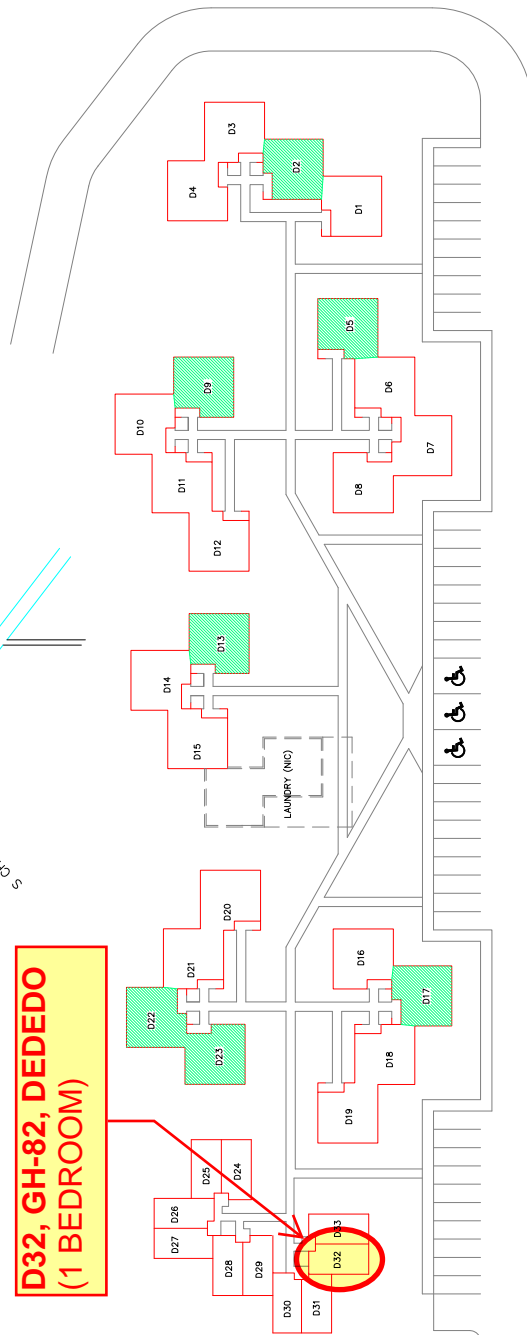 D3
D4
D2
D1
D5
D9
D10
D6
D7
D11
D8
D12
D13
D14
D15
LAUNDRY (NIC)
D20
D21
D16
D22
D17
D23
D18
D19
D32, GH-82, DEDEDO
(1 BEDROOM)
D25
D24
D26
D27
D28
D29
D33
D32
D30
D31